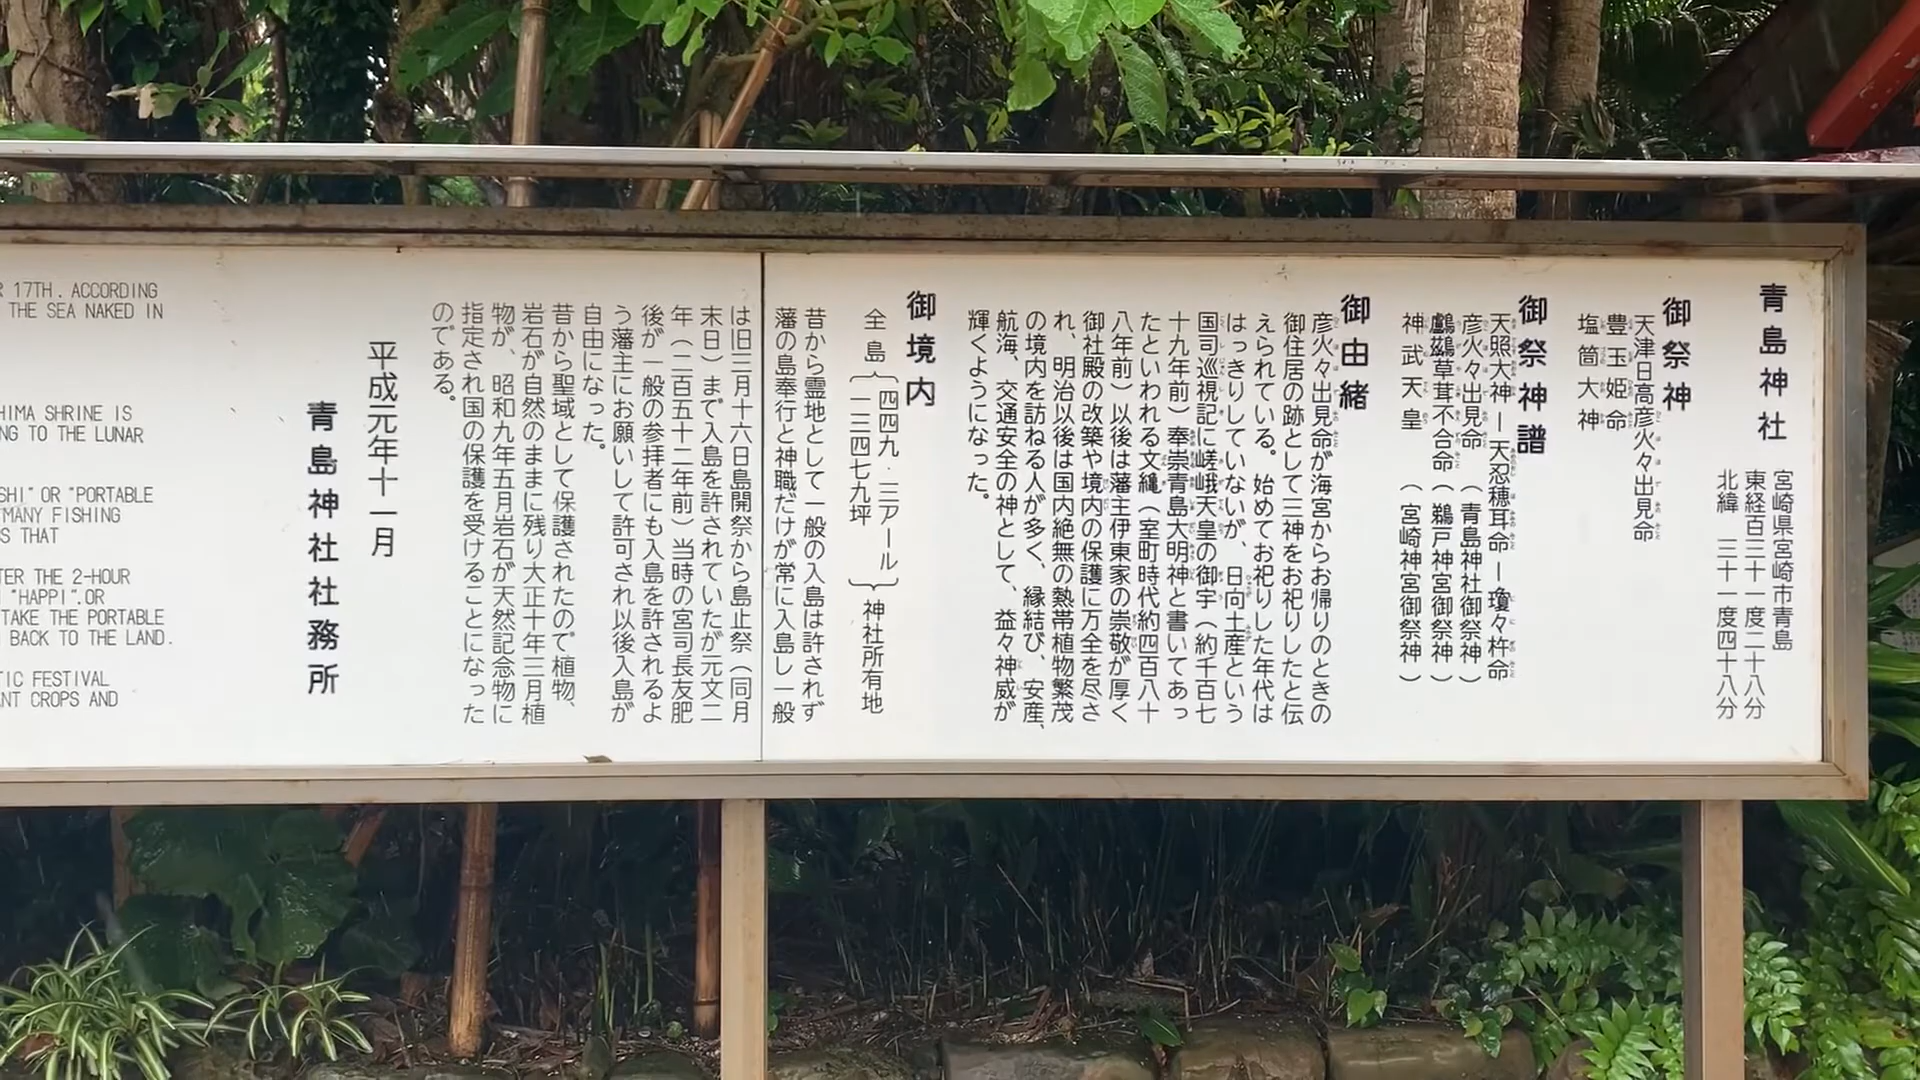 青島神社
宮崎県宮崎市青島
東経百三十一度二十八分
北緯 三十一度四十八分
御祭神
天津日高彦火々出見命
豊玉姫命
塩筒大神
御祭神譜
天照大神ー天忍穂耳命ー瓊々杵命
彦火々出見命(青島神社御祭神)
鸕鷀草葺不合命(鵜戸神宮御祭神)
神武天皇(宮崎神宮御祭神)
御由緒
彦火々出見命が海宮からお帰りのときの
御住居の跡として三神をお祀りしたと伝
えられている。始めてお祀りした年代は
はっきりしていないが、日向土産という
国司巡視記に嵯峨天皇の御宇(約千百七
十九年前)奉崇青島大明神と書いてあっ
たといわれる文縄(室町時代約四百八十
八年前)以後は藩主伊東家の崇敬が厚く
御社殿の改築や境内の保護に万全を尽さ
れ、明治以後は国内絶無の熱帯植物繁茂
の境内を訪ねる人が多く、縁結び、安産、
航海、交通安全の神として、益々神威が
輝くようになった。
御境内
全島{四四九.三アール 一三四七九坪}神社所有地
昔から霊地として一般の入島は許されず
藩の島奉行と神職だけが常に入島し一般
は旧三月十六日島開祭から島止祭(同月
末日)まで入島を許されていたが元文二
年(二百五十二年前)当時の宮司長友肥
後が一般の参拝者にも入島を許されるよ
う藩主にお願いして許可され以後入島が
自由になった。
昔から聖域として保護されたので植物、
岩石が自然のままに残り大正十年三月植
物が、昭和九年五月岩石が天然記念物に
指定され国の保護を受けることになった
のである。
平成元年十一月
青島神社社務所
17TH. ACCORDING
THE SEA NAKED IN
HIMA SHRINE IS
NG TO THE LUNAR
SHI" OR "PORTABLE
"MANY FISHING
S THAT
TER THE 2-HOUR
"HAPPI".OR
TAKE THE PORTABLE
BACK TO THE LAND.
TIC FESTIVAL
ANT CROPS AND